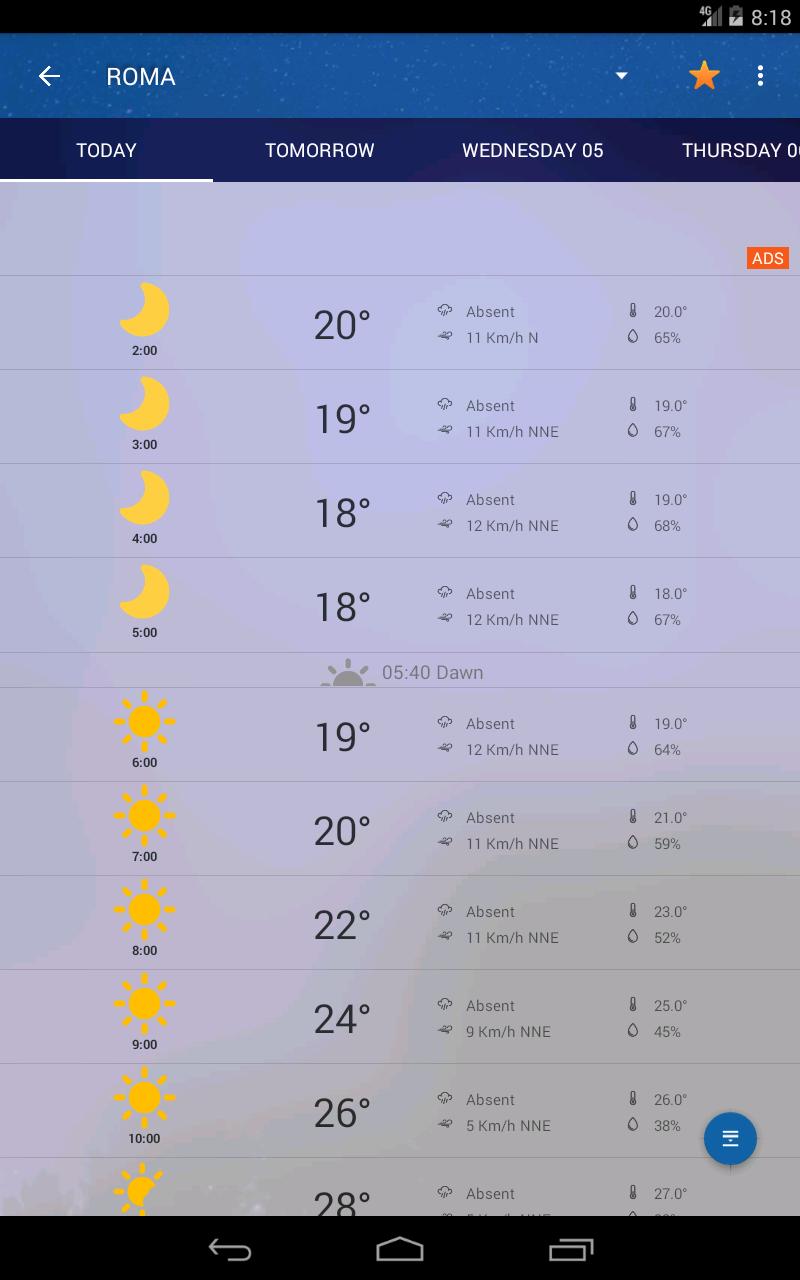 4G 8:18
ROMA
TODAY TOMORROW WEDNESDAY 05 THURSDAY 0
ADS
2:00 20° Absent 20.0°
11 Km/h N 65%
3:00 19° Absent 19.0°
11 Km/h NNE 67%
4:00 18° Absent 19.0°
12 Km/h NNE 68%
5:00 18° Absent 18.0°
12 Km/h NNE 67%
05:40 Dawn
6:00 19° Absent 19.0°
12 Km/h NNE 64%
7:00 20° Absent 21.0°
11 Km/h NNE 59%
8:00 22° Absent 23.0°
11 Km/h NNE 52%
9:00 24° Absent 25.0°
9 Km/h NNE 45%
10:00 26° Absent 26.0°
5 Km/h NNE 38%
28° Absent 27.0°